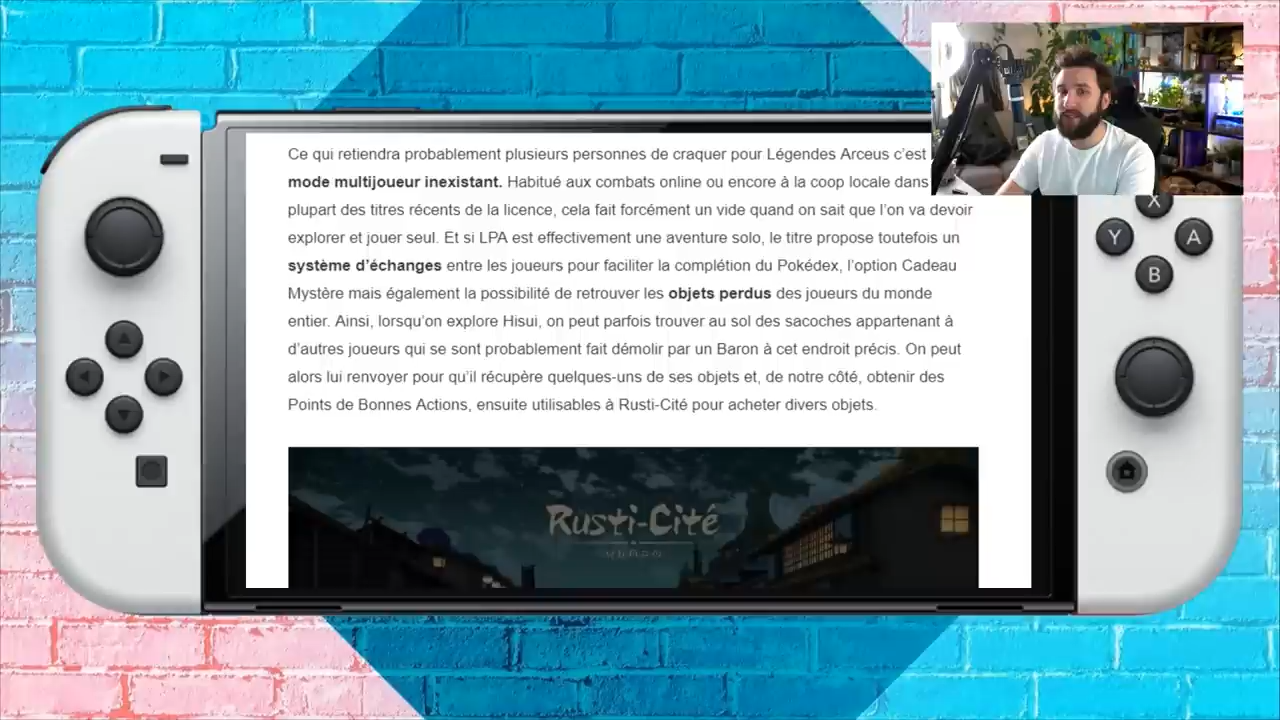 Ce qui retiendra probablement plusieurs personnes de craquer pour Légendes Arceus c’est
mode multijoueur inexistant. Habitué aux combats online ou encore à la coop locale dans
plupart des titres récents de la licence, cela fait forcément un vide quand on sait que l’on va devoir
explorer et jouer seul. Et si LPA est effectivement une aventure solo, le titre propose toutefois un
système d’échanges entre les joueurs pour faciliter la complétion du Pokédex, l’option Cadeau
Mystère mais également la possibilité de retrouver les objets perdus des joueurs du monde
entier. Ainsi, lorsqu’on explore Hisui, on peut parfois trouver au sol des sacoches appartenant à
d’autres joueurs qui se sont probablement fait démolir par un Baron à cet endroit précis. On peut
alors lui renvoyer pour qu’il récupère quelques-uns de ses objets et, de notre côté, obtenir des
Points de Bonnes Actions, ensuite utilisables à Rusti-Cité pour acheter divers objets.
Rusti-Cité
X
Y
A
B